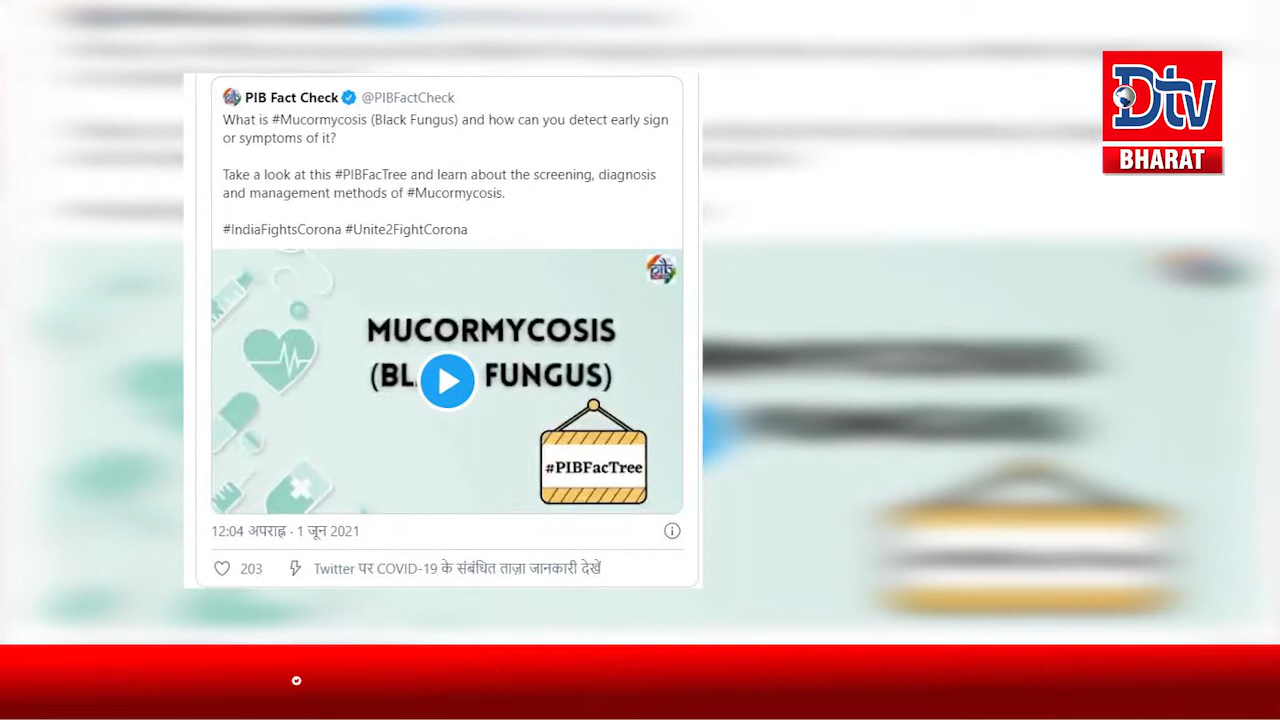 PIB Fact Check @PIBFactCheck
What is #Mucormycosis (Black Fungus) and how can you detect early sign
or symptoms of it?
Take a look at this #PIBFacTree and learn about the screening, diagnosis
and management methods of #Mucormycosis.
#IndiaFightsCorona #Unite2FightCorona
pib
MUCORMYCOSIS
(BL FUNGUS)
#PIBFacTree
12:04 अपराह्न · 1 जून 2021
203 Twitter पर COVID-19 के संबंधित ताज़ा जानकारी देखें
Dtv
BHARAT